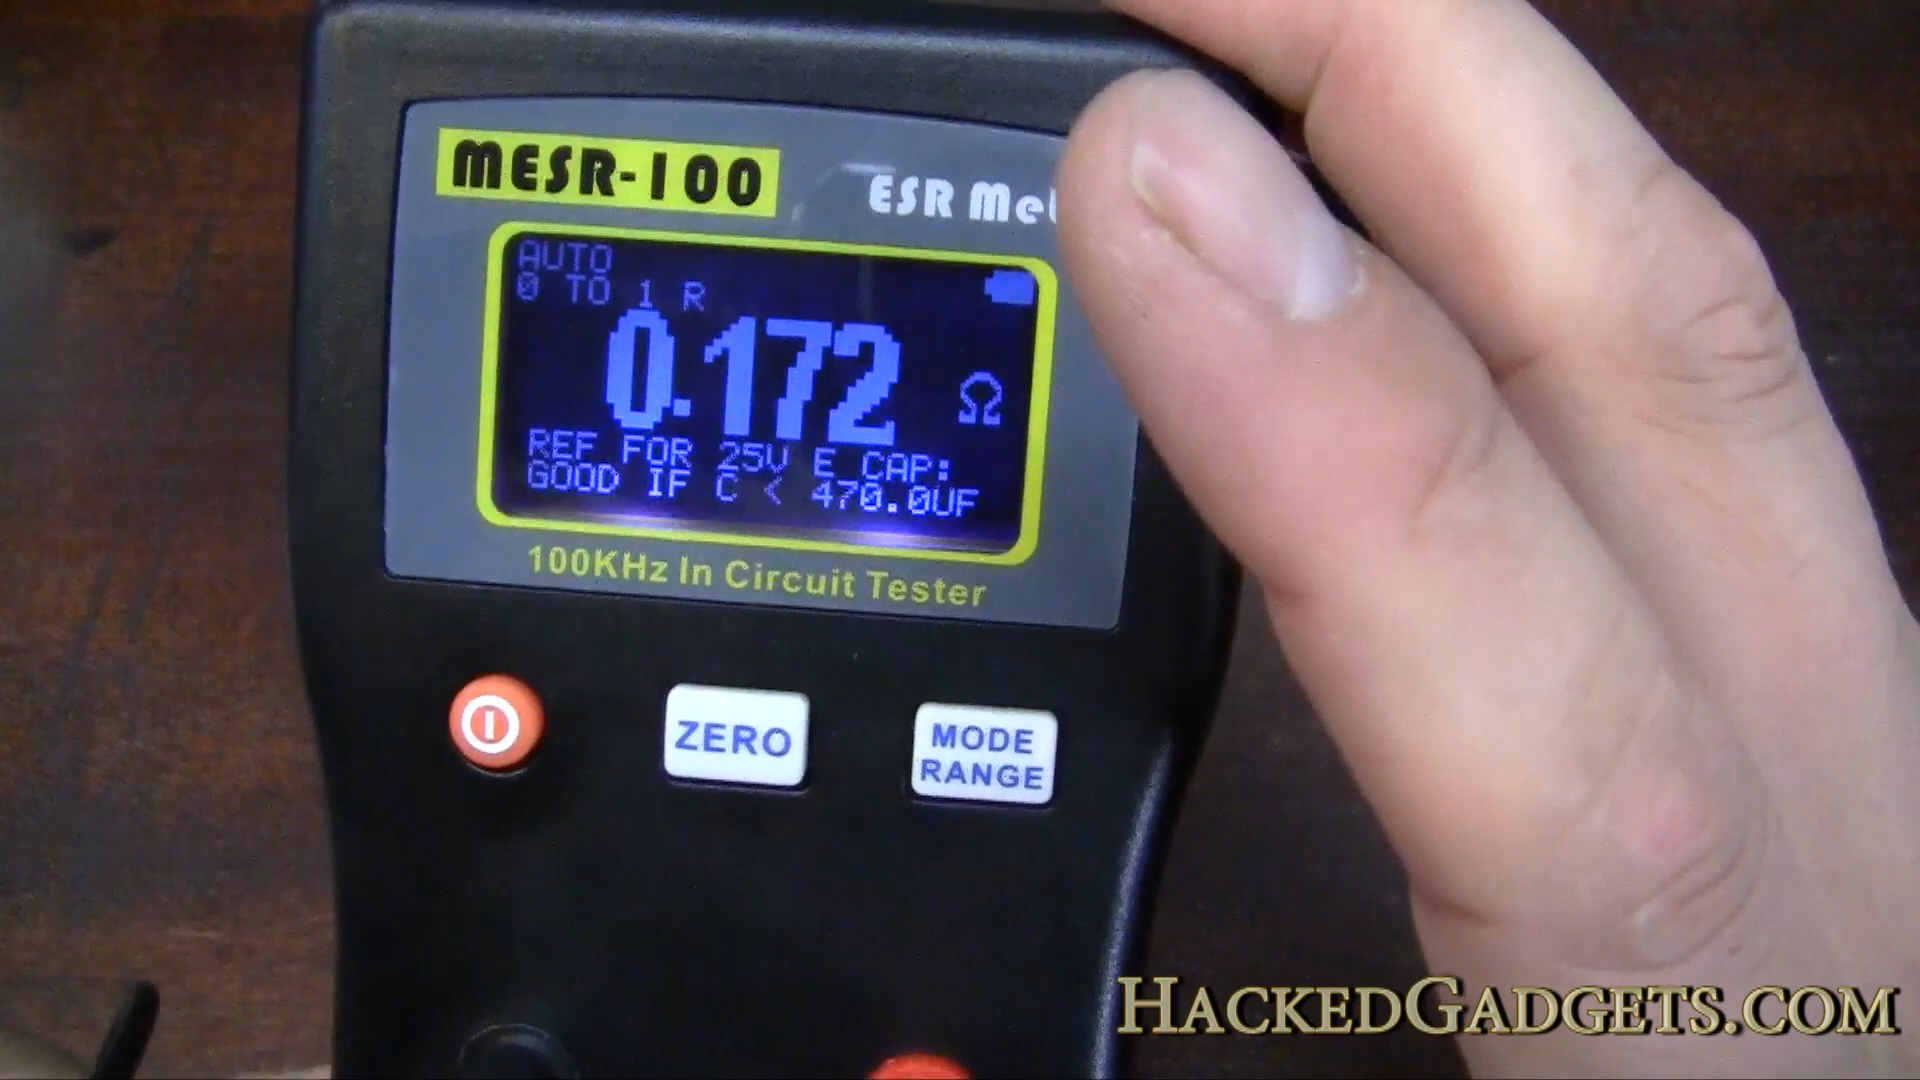 MESR-100
ESR Met
AUTO
0 TO 1 R
0.172 Ω
REF FOR 25V E CAP:
GOOD IF C < 470.0UF
100KHz In Circuit Tester
ZERO
MODE
RANGE
HACKEDGADGETS.COM